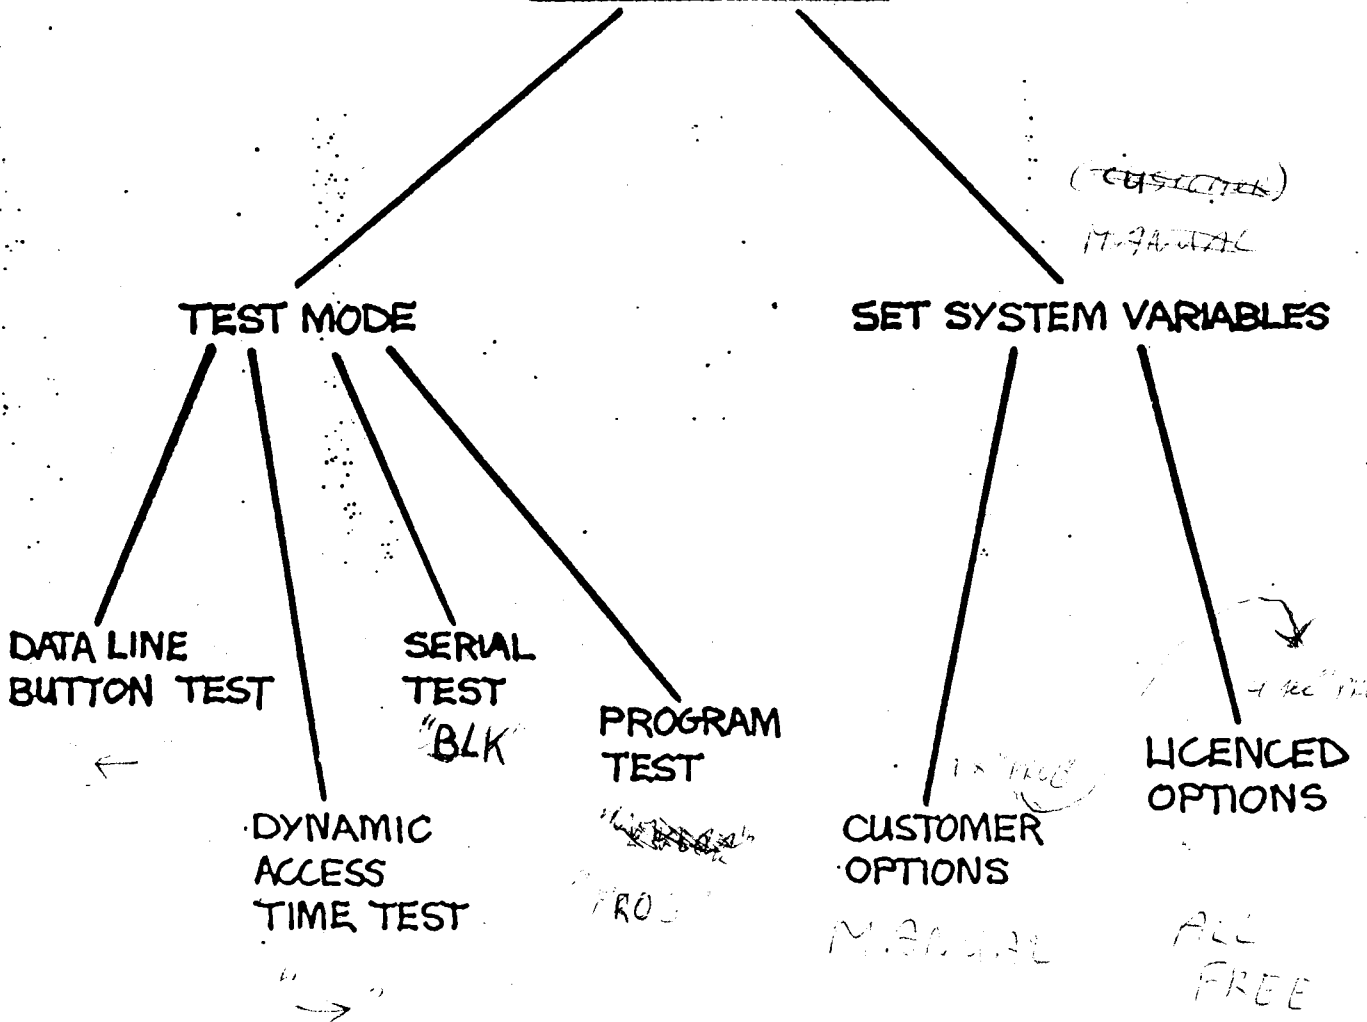 MANUAL
TEST MODE
SET SYSTEM VARIABLES
DATA LINE
BUTTON TEST
SERIAL
TEST
"BLK"
PROGRAM
TEST
LICENCED
OPTIONS
DYNAMIC
ACCESS
TIME TEST
CUSTOMER
OPTIONS
MANUAL
ALL
FREE
"→"